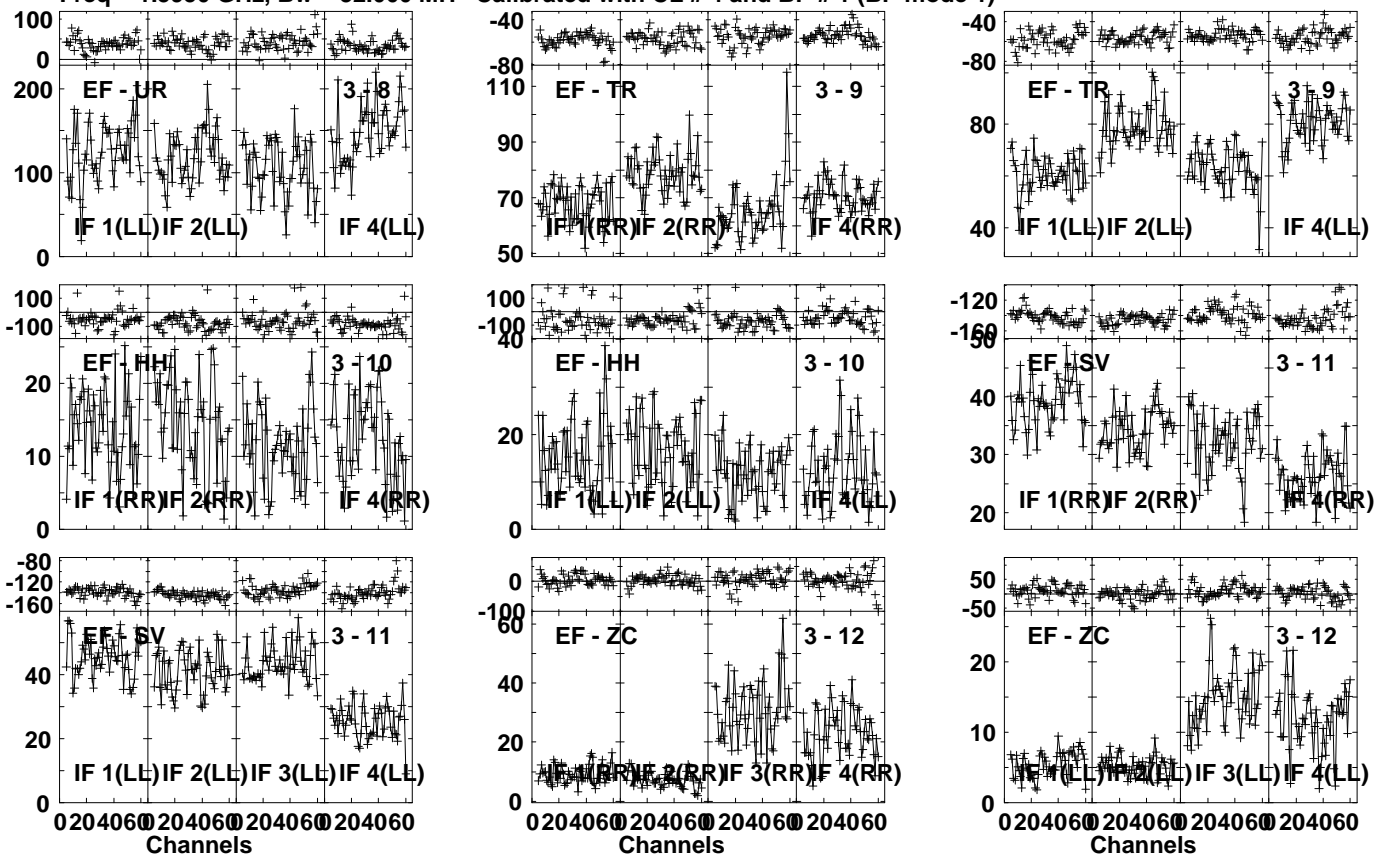 100
0
EF - UR 3 - 8
200
100
0
IF 1(LL) IF 2(LL) IF 4(LL)
-40
-80
EF - TR 3 - 9
110
90
70
50
IF 1(RR) IF 2(RR) IF 4(RR)
-40
-60
-80
EF - TR 3 - 9
80
40
IF 1(LL) IF 2(LL) IF 4(LL)
100
-100
EF - HH 3 - 10
20
10
0
IF 1(RR) IF 2(RR) IF 4(RR)
100
-100
40
EF - HH 3 - 10
20
0
IF 1(LL) IF 2(LL) IF 4(LL)
-120
-160
50
EF - SV 3 - 11
40
30
20
IF 1(RR) IF 2(RR) IF 4(RR)
-80
-120
-160
EF - SV 3 - 11
40
20
0
IF 1(LL) IF 2(LL) IF 3(LL) IF 4(LL)
0 20 40 60 0 20 40 60 0 20 40 60 0 20 40 60
Channels
0
-100
60
EF - ZC 3 - 12
40
20
0
IF 1(RR) IF 2(RR) IF 3(RR) IF 4(RR)
0 20 40 60 0 20 40 60 0 20 40 60 0 20 40 60
Channels
50
-50
EF - ZC 3 - 12
20
10
0
IF 1(LL) IF 2(LL) IF 3(LL) IF 4(LL)
0 20 40 60 0 20 40 60 0 20 40 60 0 20 40 60
Channels